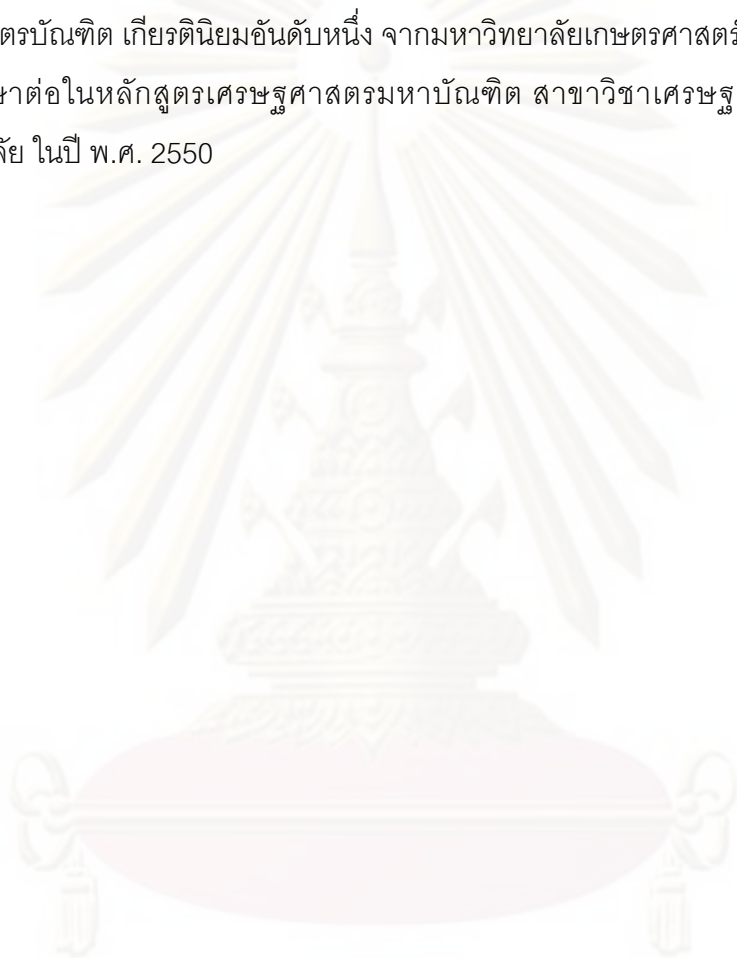 ตรบัณฑิต เกียรตินิยมอันดับหนึ่ง จากมหาวิทยาลัยเกษตรศาสตร์
ษาต่อในหลักสูตรเศรษฐศาสตรมหาบัณฑิต สาขาวิชาเศรษฐ
ลัย ในปี พ.ศ. 2550